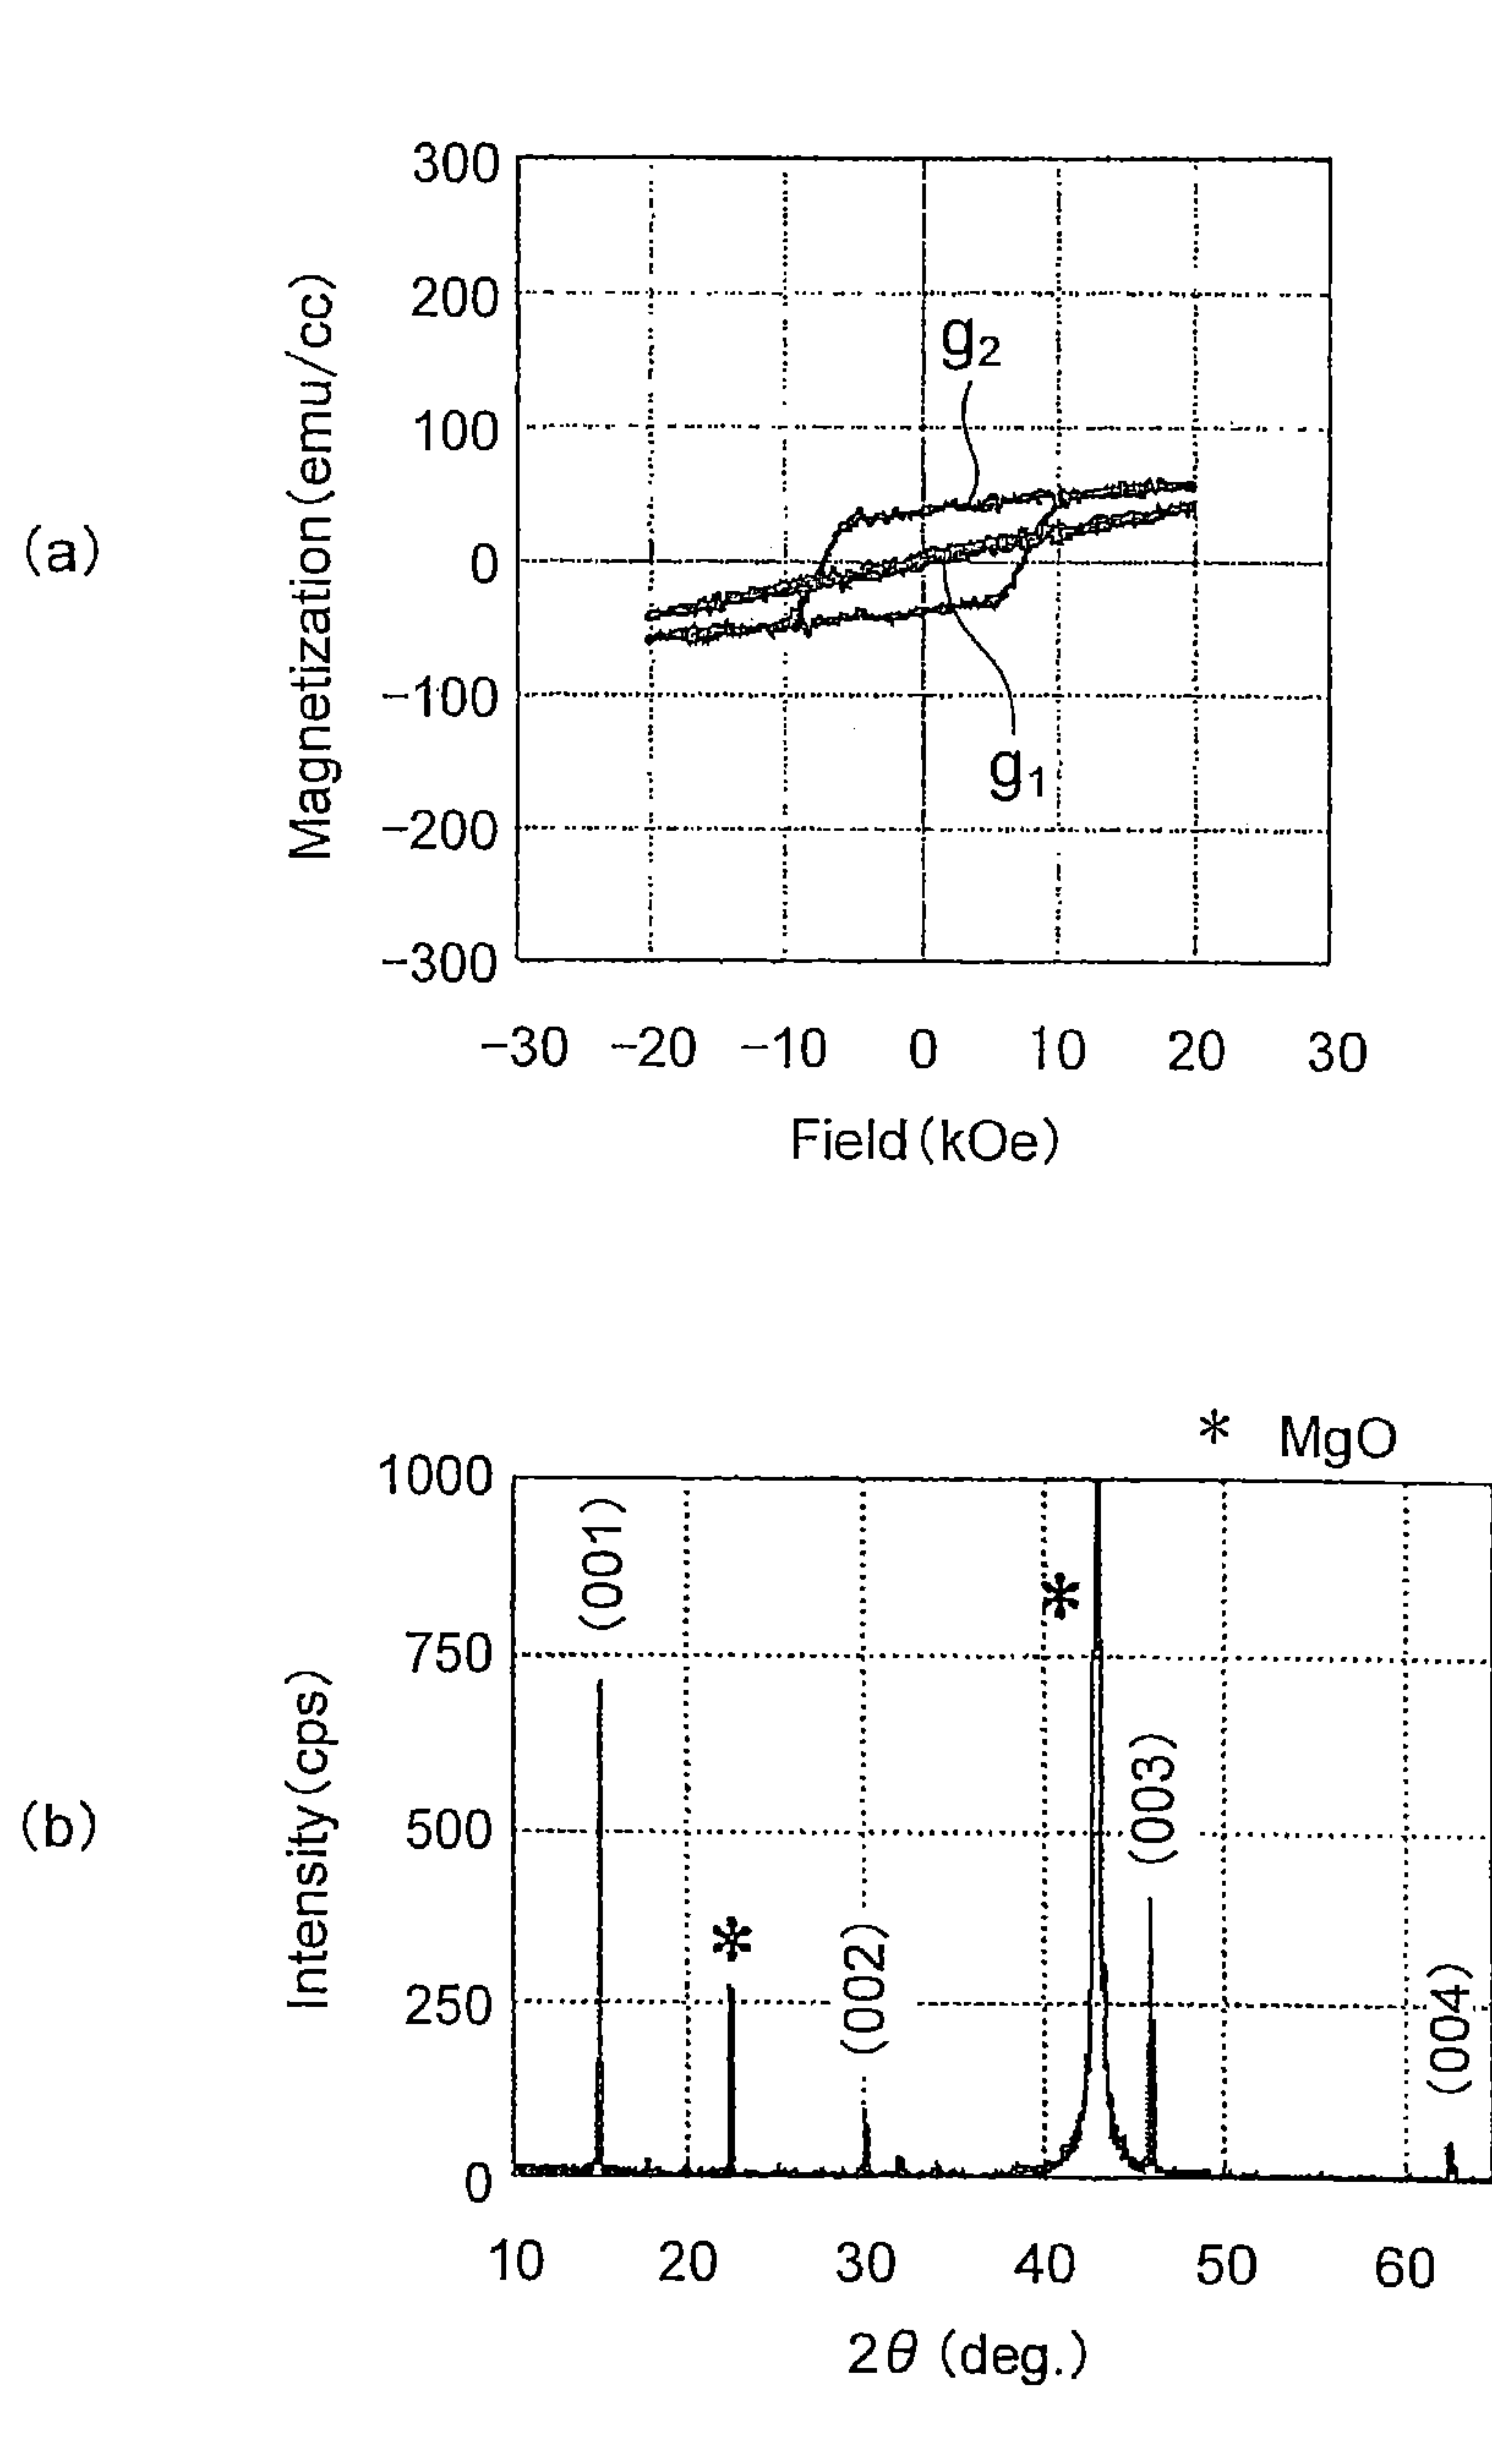 (a)
Magnetization(emu/cc)
300
200
100
0
−100
−200
−300
g₂
g₁
−30 −20 −10 0 10 20 30
Field(kOe)
* MgO
(b)
Intensity(cps)
1000
750
500
250
0
(001)
*
(002)
*
(003)
(004)
10 20 30 40 50 60
2θ (deg.)